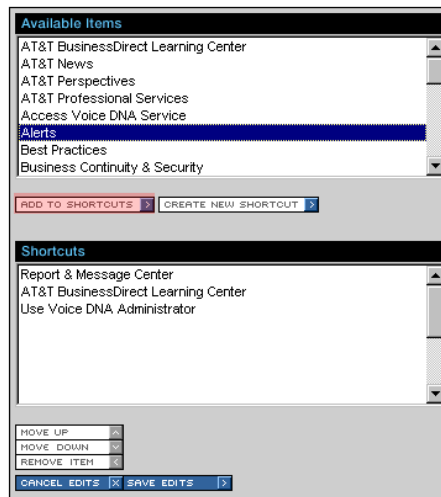 Available Items
AT&T BusinessDirect Learning Center
AT&T News
AT&T Perspectives
AT&T Professional Services
Access Voice DNA Service
Alerts
Best Practices
Business Continuity & Security
ADD TO SHORTCUTS CREATE NEW SHORTCUT
Shortcuts
Report & Message Center
AT&T BusinessDirect Learning Center
Use Voice DNA Administrator
MOVE UP
MOVE DOWN
REMOVE ITEM
CANCEL EDITS SAVE EDITS